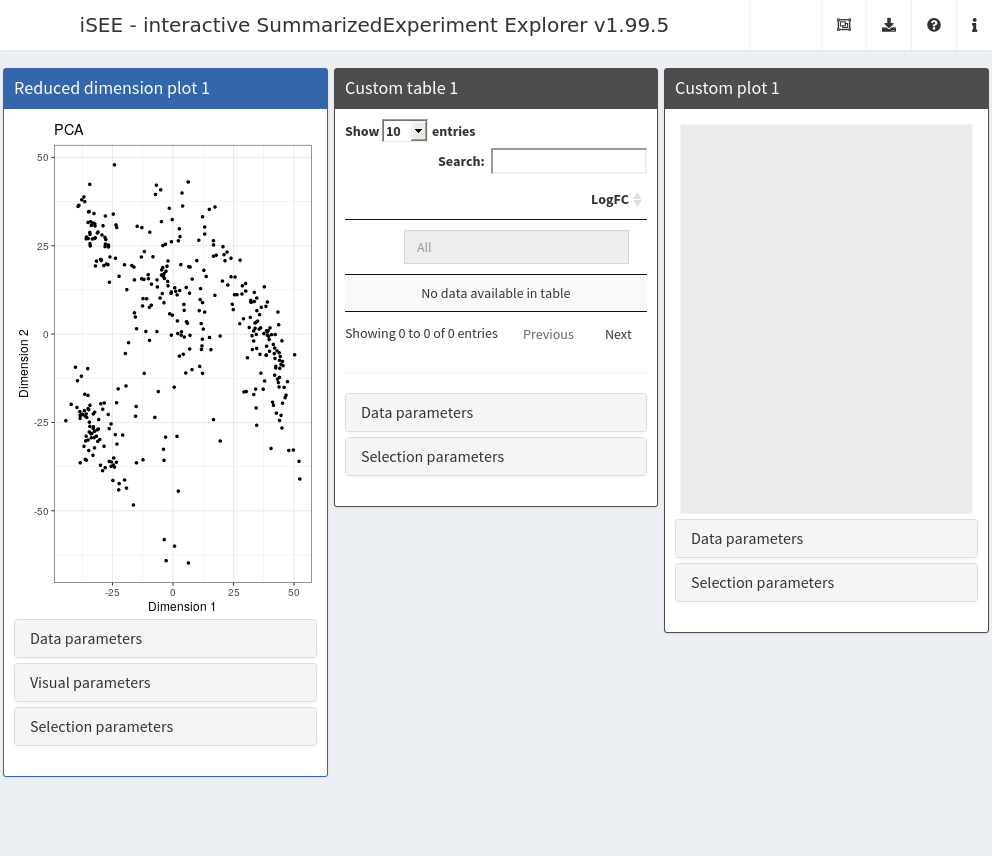 iSEE - interactive SummarizedExperiment Explorer v1.99.5
Reduced dimension plot 1
PCA
50
25
0
-25
-50
Dimension 2
-25 0 25 50
Dimension 1
Data parameters
Visual parameters
Selection parameters
Custom table 1
Show 10 entries
Search:
LogFC
All
No data available in table
Showing 0 to 0 of 0 entries Previous Next
Data parameters
Selection parameters
Custom plot 1
Data parameters
Selection parameters